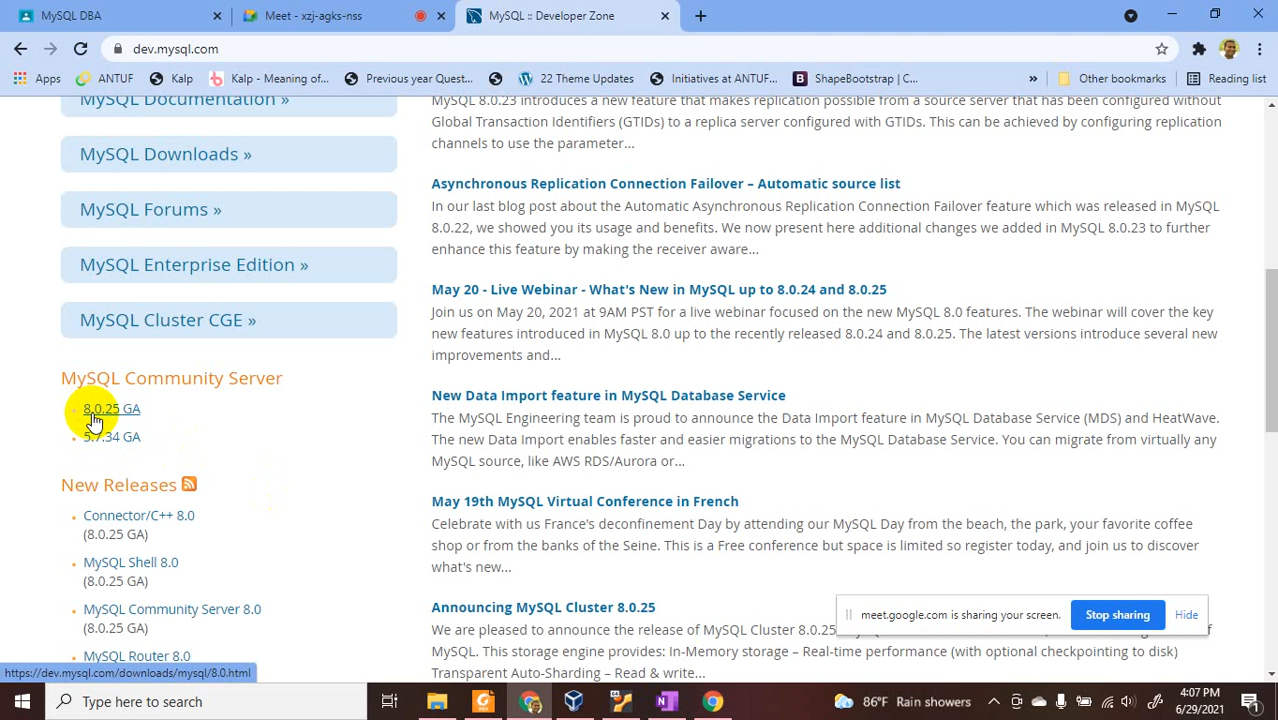 MySQL DBA
Meet - xzj-agks-nss
MySQL :: Developer Zone
dev.mysql.com
Apps
ANTUF
Kalp
Kalp - Meaning of...
Previous year Quest...
22 Theme Updates
Initiatives at ANTUF...
ShapeBootstrap | C...
»
Other bookmarks
Reading list
MySQL Documentation »
MySQL Downloads »
MySQL Forums »
MySQL Enterprise Edition »
MySQL Cluster CGE »
MySQL Community Server
8.0.25 GA
5.7.34 GA
New Releases
Connector/C++ 8.0
(8.0.25 GA)
MySQL Shell 8.0
(8.0.25 GA)
MySQL Community Server 8.0
(8.0.25 GA)
MySQL Router 8.0
MySQL 8.0.23 introduces a new feature that makes replication possible from a source server that has been configured without
Global Transaction Identifiers (GTIDs) to a replica server configured with GTIDs. This can be achieved by configuring replication
channels to use the parameter...
Asynchronous Replication Connection Failover – Automatic source list
In our last blog post about the Automatic Asynchronous Replication Connection Failover feature which was released in MySQL
8.0.22, we showed you its usage and benefits. We now present here additional changes we added in MySQL 8.0.23 to further
enhance this feature by making the receiver aware...
May 20 - Live Webinar - What's New in MySQL up to 8.0.24 and 8.0.25
Join us on May 20, 2021 at 9AM PST for a live webinar focused on the new MySQL 8.0 features. The webinar will cover the key
new features introduced in MySQL 8.0 up to the recently released 8.0.24 and 8.0.25. The latest versions introduce several new
improvements and...
New Data Import feature in MySQL Database Service
The MySQL Engineering team is proud to announce the Data Import feature in MySQL Database Service (MDS) and HeatWave.
The new Data Import enables faster and easier migrations to the MySQL Database Service. You can migrate from virtually any
MySQL source, like AWS RDS/Aurora or...
May 19th MySQL Virtual Conference in French
Celebrate with us France's deconfinement Day by attending our MySQL Day from the beach, the park, your favorite coffee
shop or from the banks of the Seine. This is a Free conference but space is limited so register today, and join us to discover
what's new...
Announcing MySQL Cluster 8.0.25
We are pleased to announce the release of MySQL Cluster 8.0.25
of
MySQL. This storage engine provides: In-Memory storage – Real-time performance (with optional checkpointing to disk)
Transparent Auto-Sharding – Read & write...
meet.google.com is sharing your screen.
Stop sharing
Hide
https://dev.mysql.com/downloads/mysql/8.0.html
Type here to search
86°F Rain showers
4:07 PM
6/29/2021
1